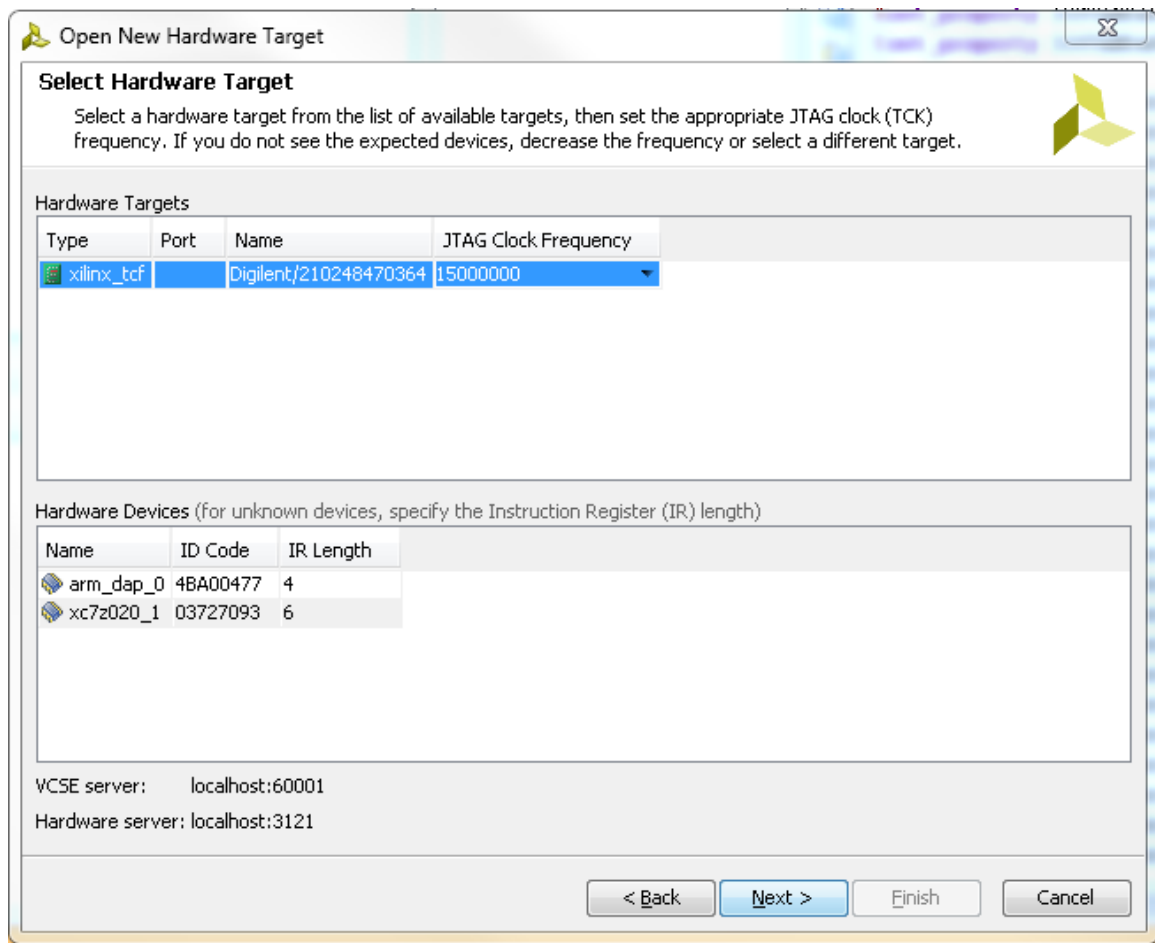 Open New Hardware Target
Select Hardware Target
Select a hardware target from the list of available targets, then set the appropriate JTAG clock (TCK)
frequency. If you do not see the expected devices, decrease the frequency or select a different target.
Hardware Targets
Type Port Name JTAG Clock Frequency
xilinx_tcf Digilent/210248470364 15000000
Hardware Devices (for unknown devices, specify the Instruction Register (IR) length)
Name ID Code IR Length
arm_dap_0 4BA00477 4
xc7z020_1 03727093 6
VCSE server: localhost:60001
Hardware server: localhost:3121
< Back Next > Finish Cancel